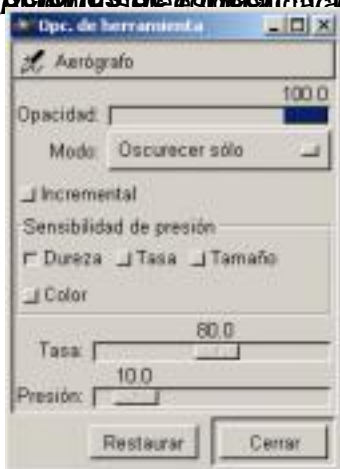 Opc. de herramienta
Aerógrafo
100.0
Opacidad:
Modo: Oscurecer sólo
Incremental
Sensibilidad de presión
Dureza Tasa Tamaño
Color
80.0
Tasa:
10.0
Presión:
Restaurar Cerrar